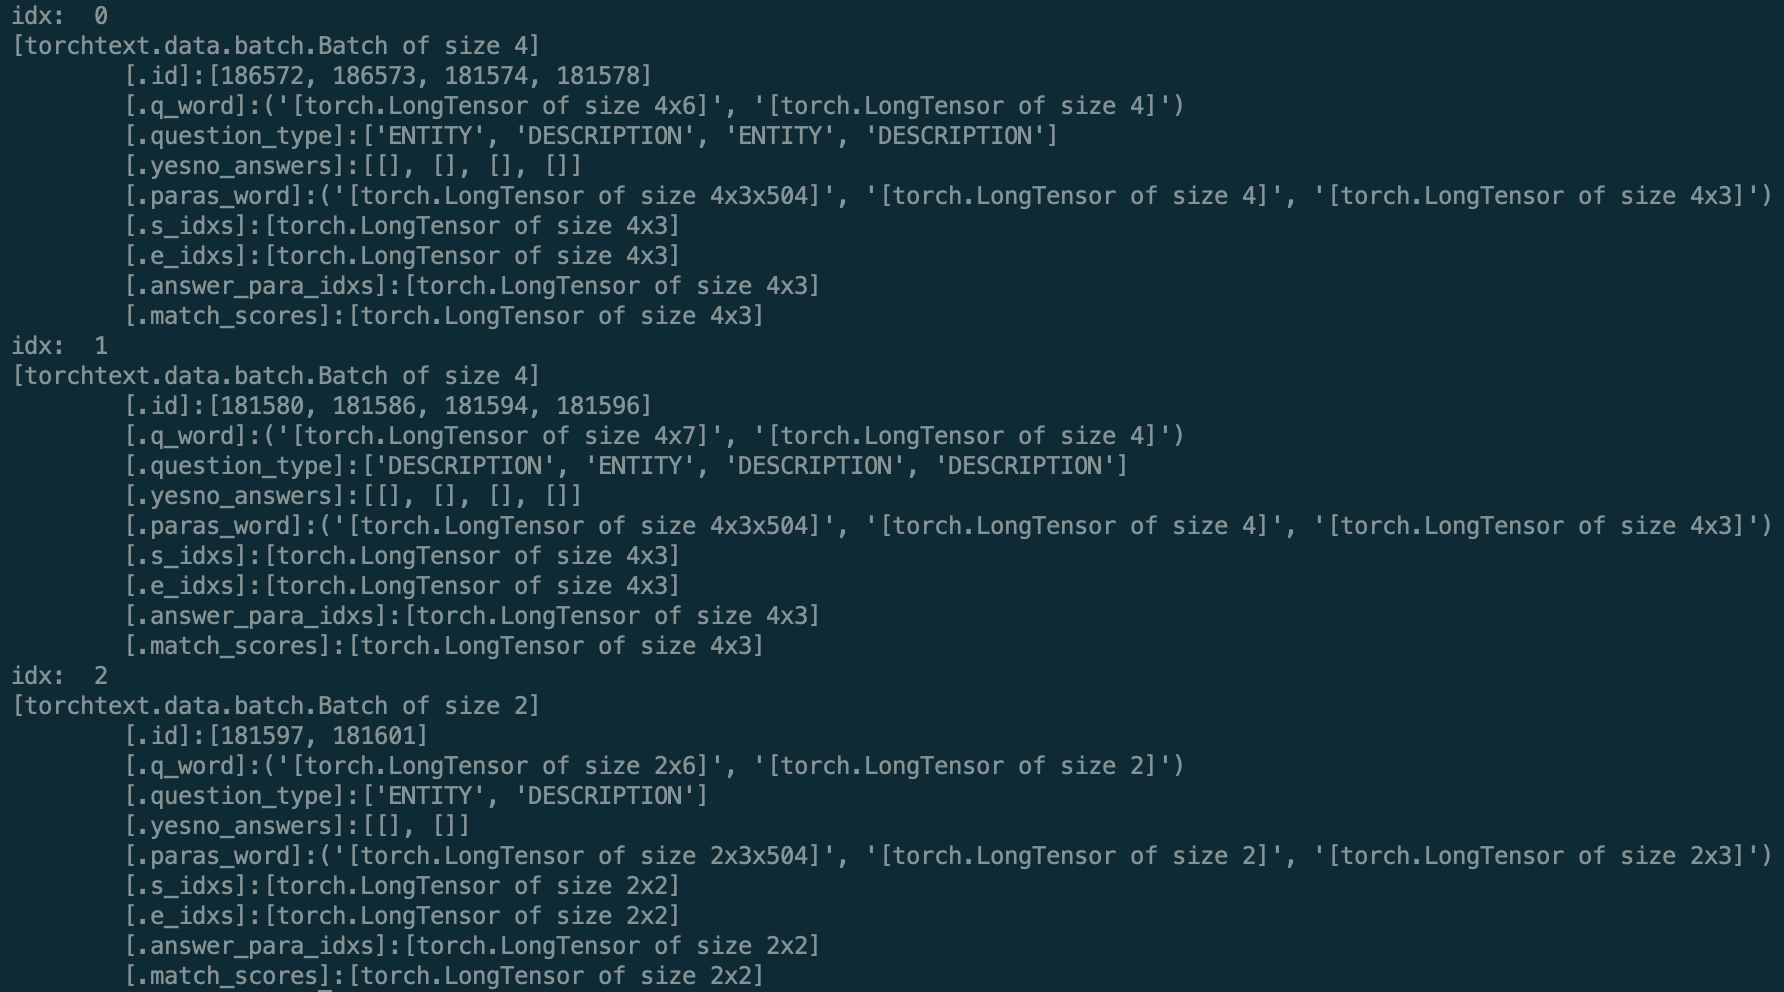 idx:  0
[torchtext.data.batch.Batch of size 4]
        [.id]:[186572, 186573, 181574, 181578]
        [.q_word]:('[torch.LongTensor of size 4x6]', '[torch.LongTensor of size 4]')
        [.question_type]:['ENTITY', 'DESCRIPTION', 'ENTITY', 'DESCRIPTION']
        [.yesno_answers]:[[], [], [], []]
        [.paras_word]:('[torch.LongTensor of size 4x3x504]', '[torch.LongTensor of size 4]', '[torch.LongTensor of size 4x3]')
        [.s_idxs]:[torch.LongTensor of size 4x3]
        [.e_idxs]:[torch.LongTensor of size 4x3]
        [.answer_para_idxs]:[torch.LongTensor of size 4x3]
        [.match_scores]:[torch.LongTensor of size 4x3]
idx:  1
[torchtext.data.batch.Batch of size 4]
        [.id]:[181580, 181586, 181594, 181596]
        [.q_word]:('[torch.LongTensor of size 4x7]', '[torch.LongTensor of size 4]')
        [.question_type]:['DESCRIPTION', 'ENTITY', 'DESCRIPTION', 'DESCRIPTION']
        [.yesno_answers]:[[], [], [], []]
        [.paras_word]:('[torch.LongTensor of size 4x3x504]', '[torch.LongTensor of size 4]', '[torch.LongTensor of size 4x3]')
        [.s_idxs]:[torch.LongTensor of size 4x3]
        [.e_idxs]:[torch.LongTensor of size 4x3]
        [.answer_para_idxs]:[torch.LongTensor of size 4x3]
        [.match_scores]:[torch.LongTensor of size 4x3]
idx:  2
[torchtext.data.batch.Batch of size 2]
        [.id]:[181597, 181601]
        [.q_word]:('[torch.LongTensor of size 2x6]', '[torch.LongTensor of size 2]')
        [.question_type]:['ENTITY', 'DESCRIPTION']
        [.yesno_answers]:[[], []]
        [.paras_word]:('[torch.LongTensor of size 2x3x504]', '[torch.LongTensor of size 2]', '[torch.LongTensor of size 2x3]')
        [.s_idxs]:[torch.LongTensor of size 2x2]
        [.e_idxs]:[torch.LongTensor of size 2x2]
        [.answer_para_idxs]:[torch.LongTensor of size 2x2]
        [.match_scores]:[torch.LongTensor of size 2x2]